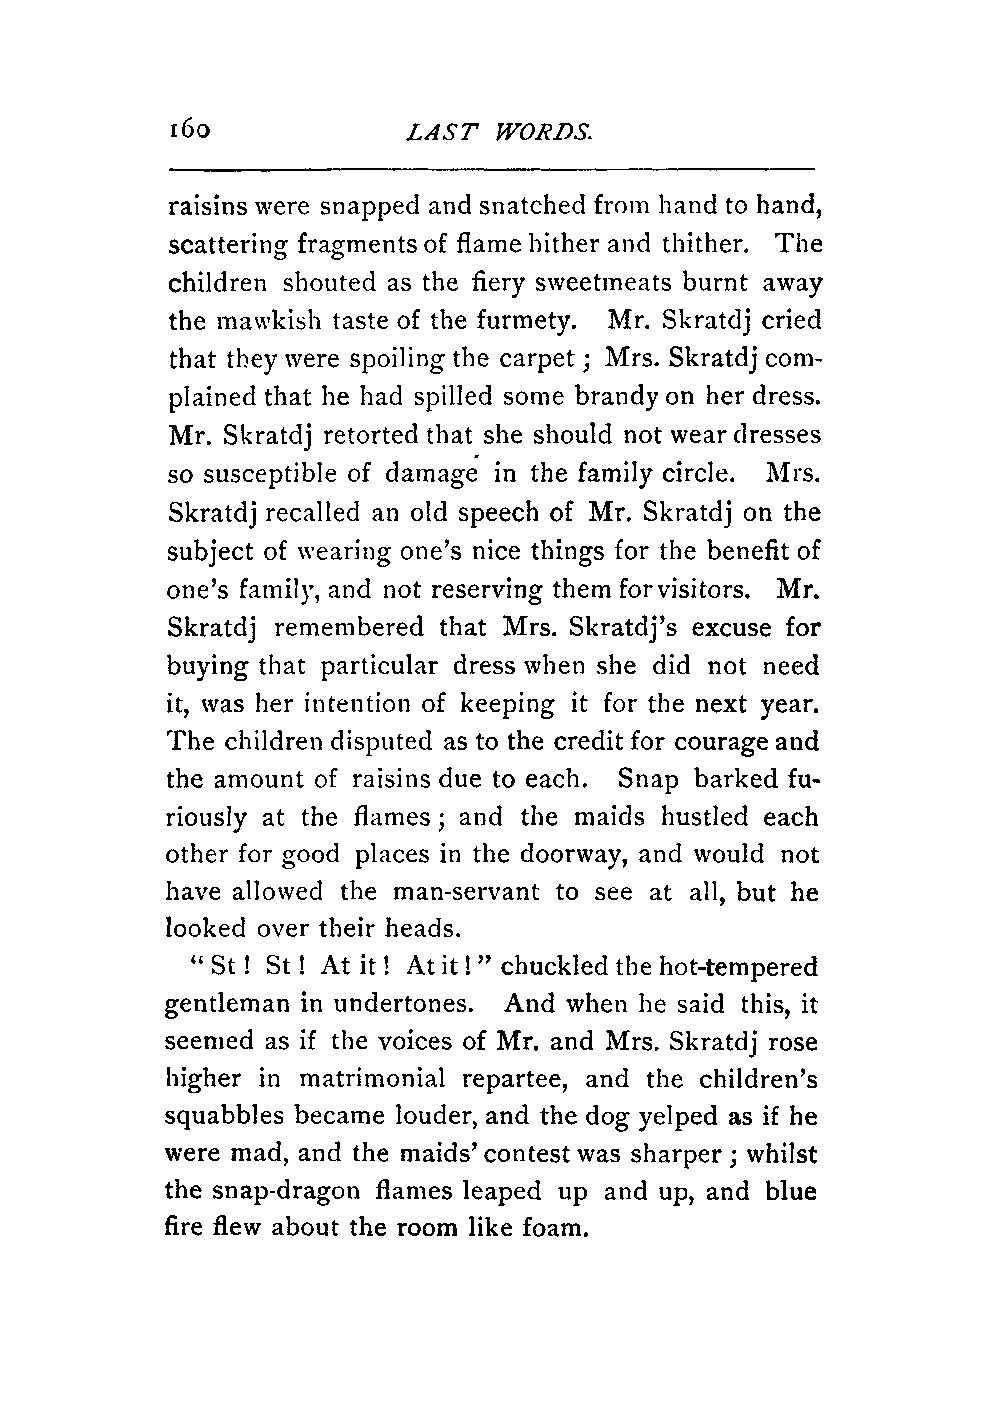 160 LAST WORDS.
raisins were snapped and snatched from hand to hand,
scattering fragments of flame hither and thither. The
children shouted as the fiery sweetmeats burnt away
the mawkish taste of the furmety. Mr. Skratdj cried
that they were spoiling the carpet ; Mrs. Skratdj com-
plained that he had spilled some brandy on her dress.
Mr. Skratdj retorted that she should not wear dresses
so susceptible of damage in the family circle. Mrs.
Skratdj recalled an old speech of Mr. Skratdj on the
subject of wearing one's nice things for the benefit of
one's family, and not reserving them for visitors. Mr.
Skratdj remembered that Mrs. Skratdj's excuse for
buying that particular dress when she did not need
it, was her intention of keeping it for the next year.
The children disputed as to the credit for courage and
the amount of raisins due to each. Snap barked fu-
riously at the flames ; and the maids hustled each
other for good places in the doorway, and would not
have allowed the man-servant to see at all, but he
looked over their heads.
“ St ! St ! At it ! At it ! ” chuckled the hot-tempered
gentleman in undertones. And when he said this, it
seemed as if the voices of Mr. and Mrs. Skratdj rose
higher in matrimonial repartee, and the children's
squabbles became louder, and the dog yelped as if he
were mad, and the maids' contest was sharper ; whilst
the snap-dragon flames leaped up and up, and blue
fire flew about the room like foam.